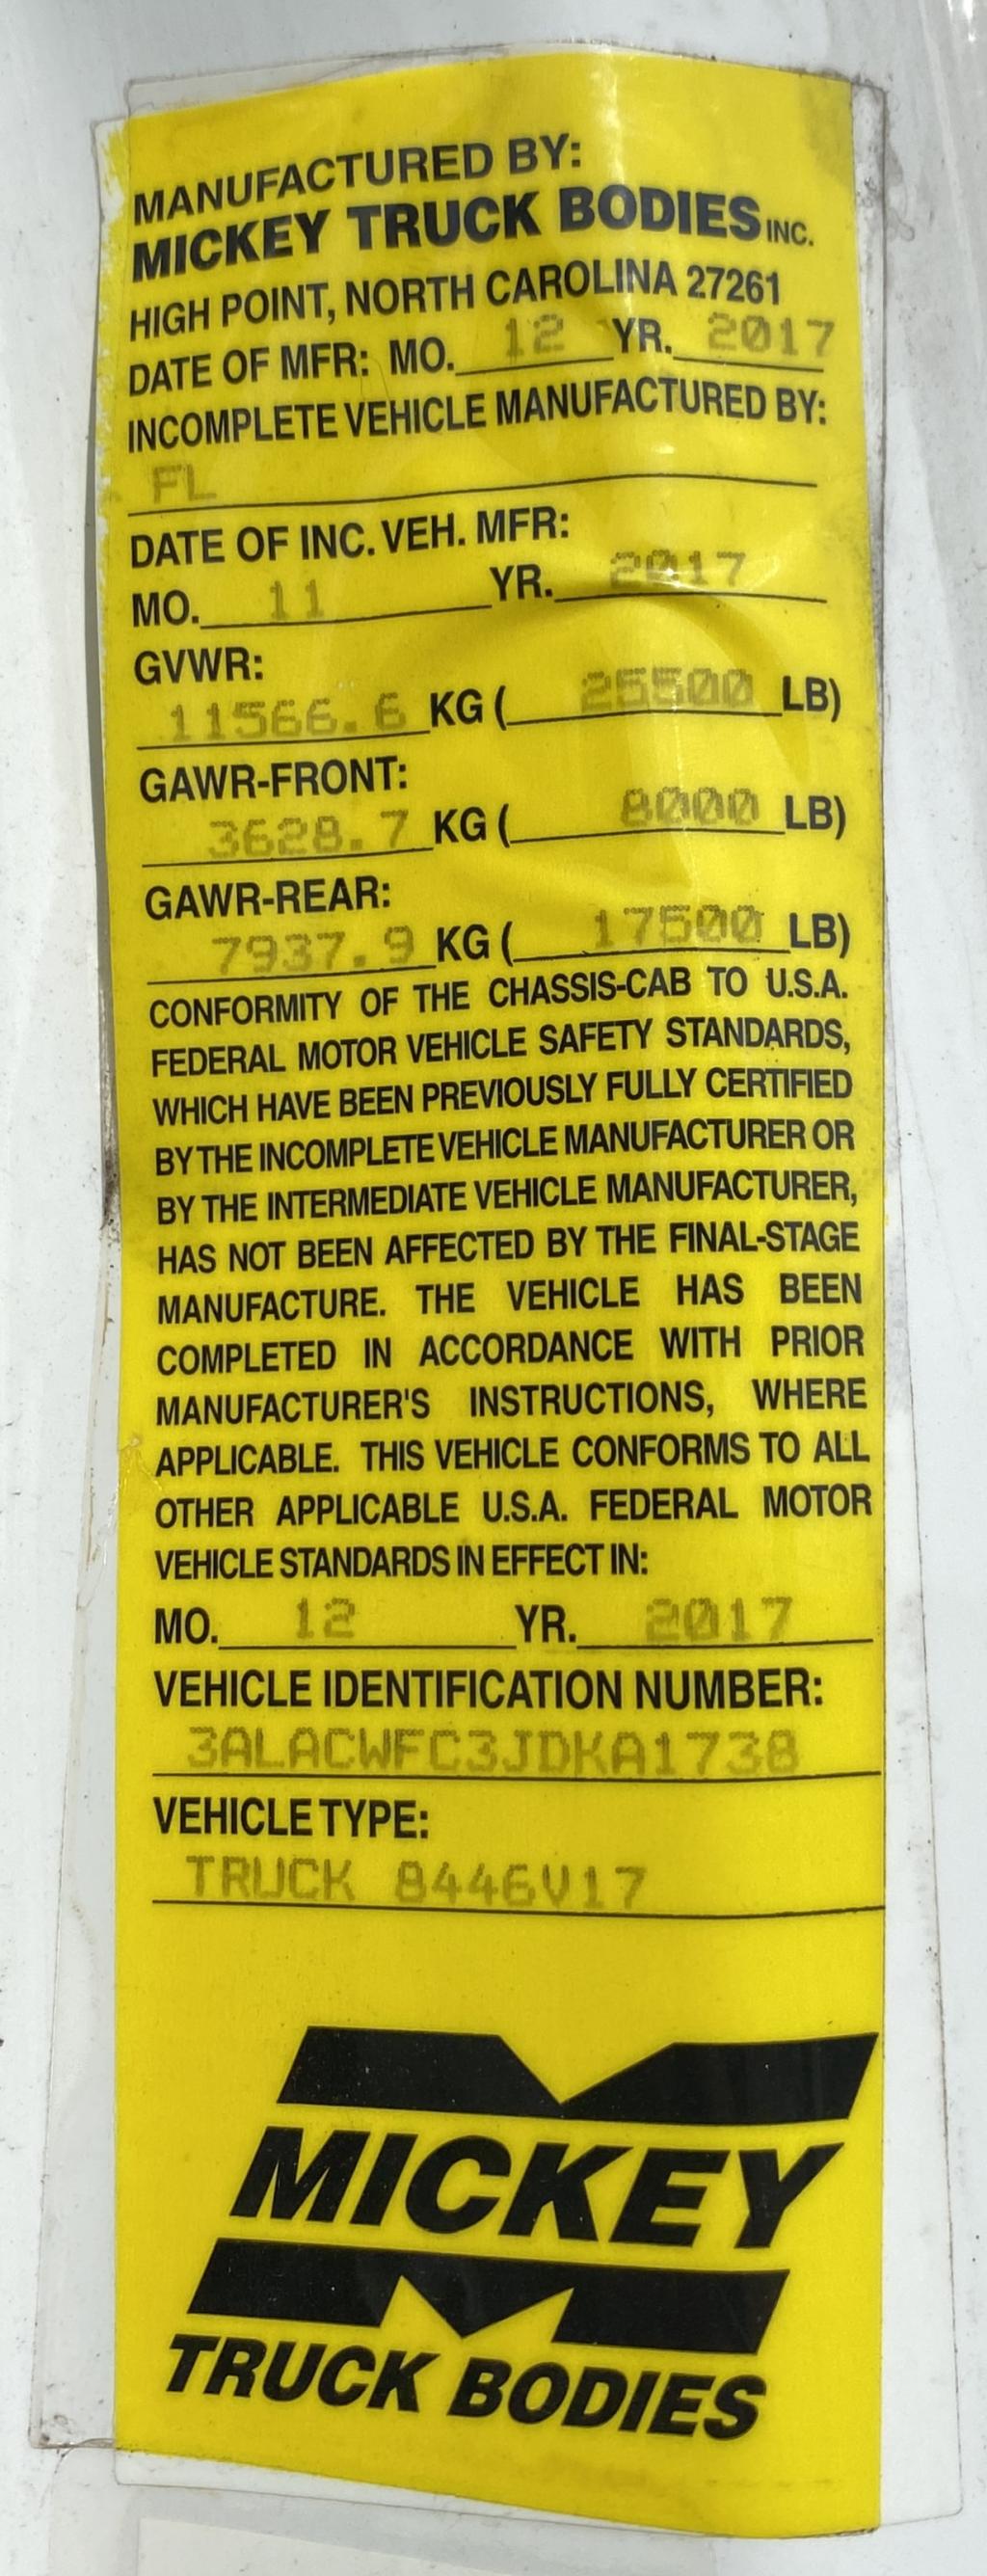 MANUFACTURED BY:
MICKEY TRUCK BODIES INC.
HIGH POINT, NORTH CAROLINA 27261
DATE OF MFR: MO. 12 YR. 2017
INCOMPLETE VEHICLE MANUFACTURED BY:
FL
DATE OF INC. VEH. MFR:
MO. 11 YR. 2017
GVWR:
11566.6 KG ( 25500 LB)
GAWR-FRONT:
3628.7 KG ( 8000 LB)
GAWR-REAR:
7937.9 KG ( 17500 LB)
CONFORMITY OF THE CHASSIS-CAB TO U.S.A.
FEDERAL MOTOR VEHICLE SAFETY STANDARDS,
WHICH HAVE BEEN PREVIOUSLY FULLY CERTIFIED
BY THE INCOMPLETE VEHICLE MANUFACTURER OR
BY THE INTERMEDIATE VEHICLE MANUFACTURER,
HAS NOT BEEN AFFECTED BY THE FINAL-STAGE
MANUFACTURE. THE VEHICLE HAS BEEN
COMPLETED IN ACCORDANCE WITH PRIOR
MANUFACTURER'S INSTRUCTIONS, WHERE
APPLICABLE. THIS VEHICLE CONFORMS TO ALL
OTHER APPLICABLE U.S.A. FEDERAL MOTOR
VEHICLE STANDARDS IN EFFECT IN:
MO. 12 YR. 2017
VEHICLE IDENTIFICATION NUMBER:
3ALACWFC3JDKA1738
VEHICLE TYPE:
TRUCK 8446V17
MICKEY
TRUCK BODIES